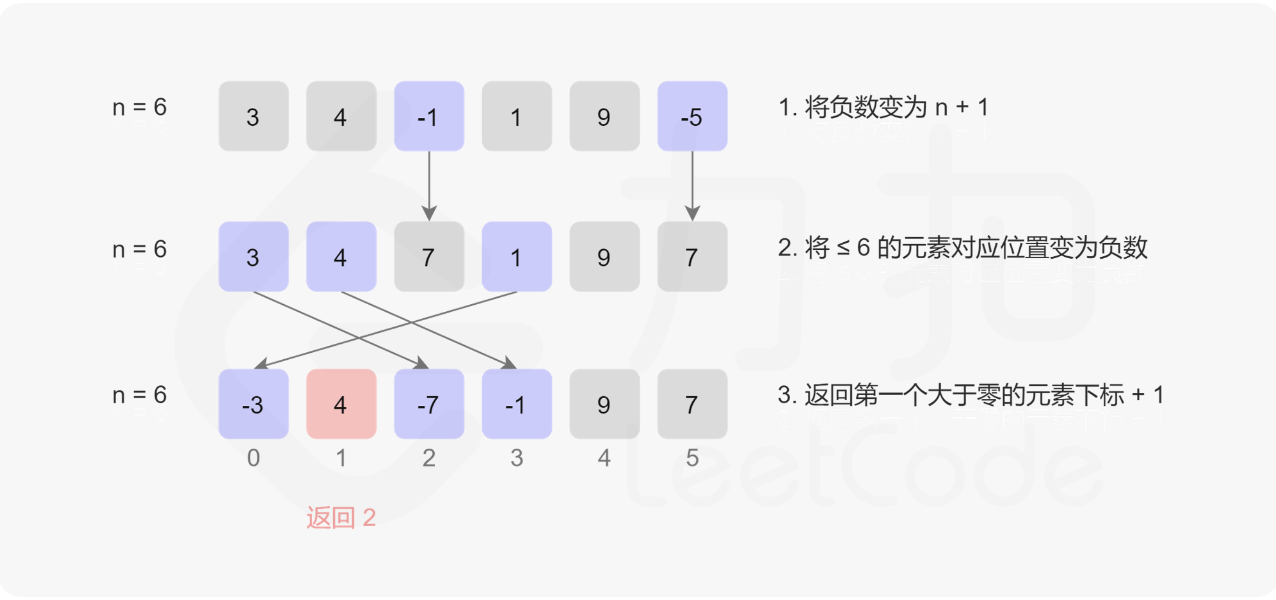 n = 6 3 4 -1 1 9 -5 1. 将负数变为 n + 1
n = 6 3 4 7 1 9 7 2. 将 ≤ 6 的元素对应位置变为负数
n = 6 -3 4 -7 -1 9 7 3. 返回第一个大于零的元素下标 + 1
0 1 2 3 4 5
返回 2
力扣
LeetCode